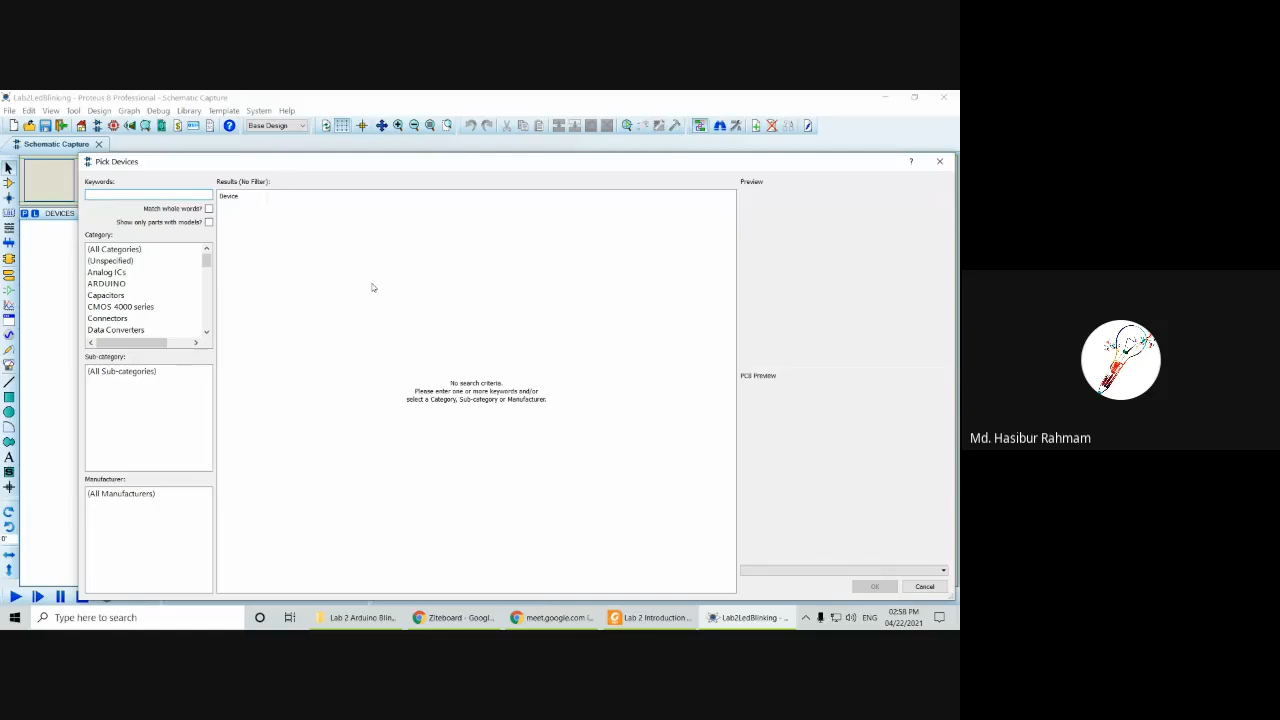 Lab2LedBlinking - Proteus 8 Professional - Schematic Capture
File Edit View Tool Design Graph Debug Library Template System Help
Base Design
Schematic Capture
Pick Devices
Keywords:
Results (No Filter):
Preview
Device
Match whole words?
P L DEVICES
Show only parts with models?
Category:
(All Categories)
(Unspecified)
Analog ICs
ARDUINO
Capacitors
CMOS 4000 series
Connectors
Data Converters
Sub-category:
(All Sub-categories)
No search criteria.
Please enter one or more keywords and/or
select a Category, Sub-category or Manufacturer.
PCB Preview
Manufacturer:
(All Manufacturers)
OK Cancel
Type here to search
Lab 2 Arduino Blin...
Ziteboard - Googl...
meet.google.com i...
Lab 2 Introduction ...
Lab2LedBlinking - ...
ENG
02:58 PM
04/22/2021
Md. Hasibur Rahmam